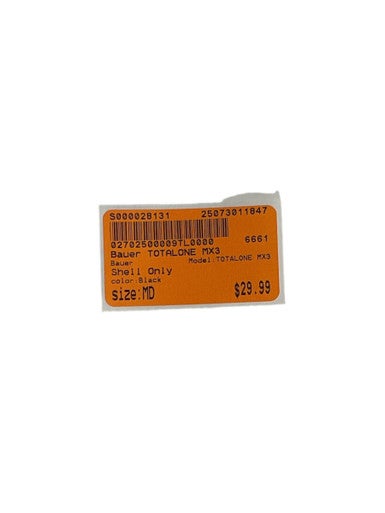 S000028131 25073011847
02702500009TL0000 6661
Bauer TOTALONE MX3
Bauer Model:TOTALONE MX3
Shell Only
color:Black
size:MD $29.99